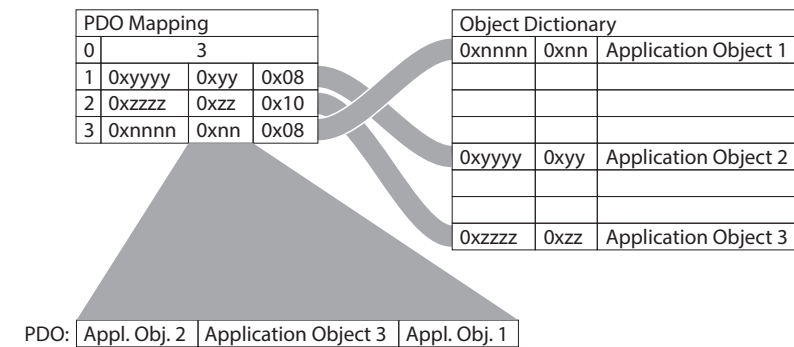 PDO Mapping
0 3
1 0xyyyy 0xyy 0x08
2 0xzzzz 0xzz 0x10
3 0xnnnn 0xnn 0x08
Object Dictionary
0xnnnn 0xnn Application Object 1
0xyyyy 0xyy Application Object 2
0xzzzz 0xzz Application Object 3
PDO: Appl. Obj. 2 Application Object 3 Appl. Obj. 1